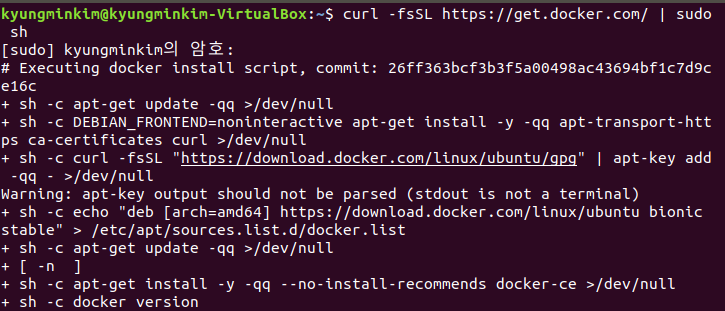 kyungminkim@kyungminkim-VirtualBox:~$ curl -fsSL https://get.docker.com/ | sudo
 sh
[sudo] kyungminkim의 암호:
# Executing docker install script, commit: 26ff363bcf3b3f5a00498ac43694bf1c7d9c
e16c
+ sh -c apt-get update -qq >/dev/null
+ sh -c DEBIAN_FRONTEND=noninteractive apt-get install -y -qq apt-transport-htt
ps ca-certificates curl >/dev/null
+ sh -c curl -fsSL "https://download.docker.com/linux/ubuntu/gpg" | apt-key add
 -qq - >/dev/null
Warning: apt-key output should not be parsed (stdout is not a terminal)
+ sh -c echo "deb [arch=amd64] https://download.docker.com/linux/ubuntu bionic
stable" > /etc/apt/sources.list.d/docker.list
+ sh -c apt-get update -qq >/dev/null
+ [ -n  ]
+ sh -c apt-get install -y -qq --no-install-recommends docker-ce >/dev/null
+ sh -c docker version